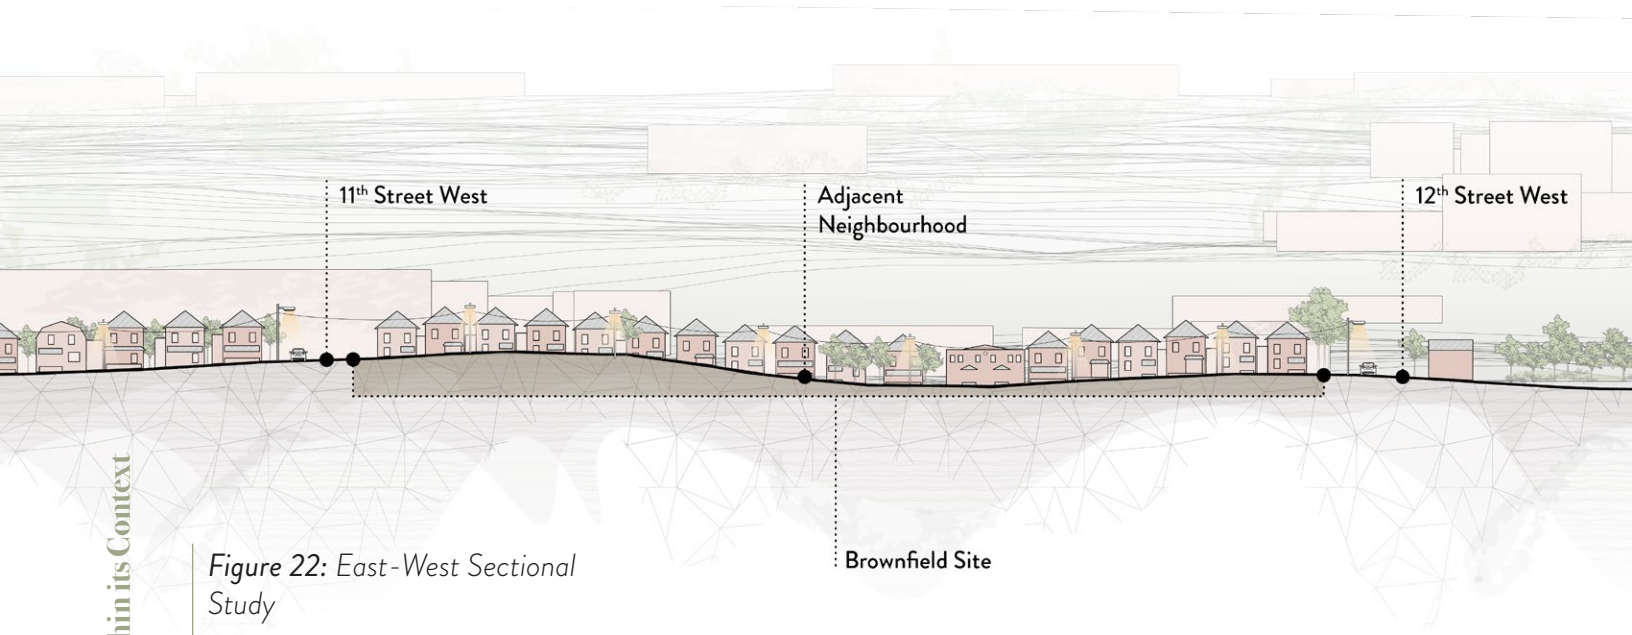 11th Street West
Adjacent
Neighbourhood
12th Street West
Brownfield Site
hin its Context
Figure 22: East-West Sectional
Study